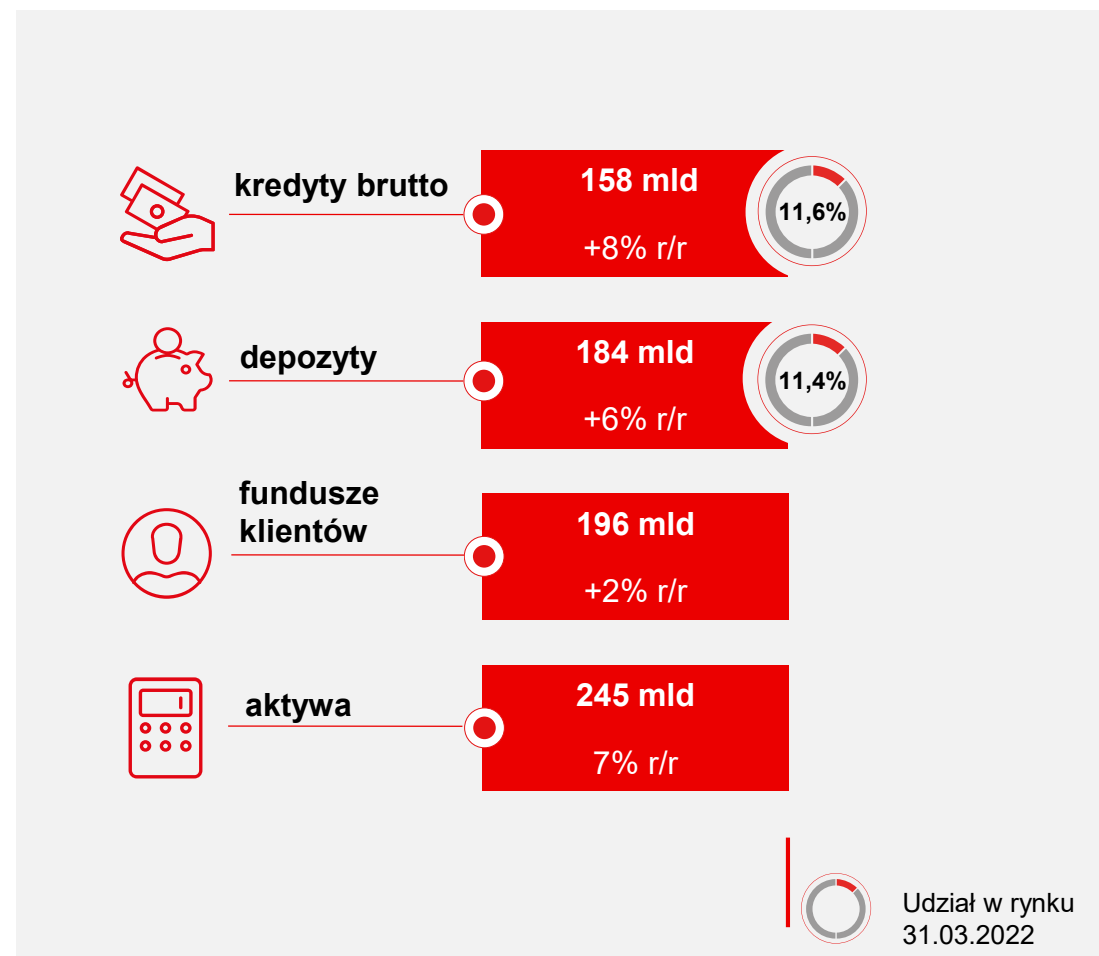 kredyty brutto
158 mld
+8% r/r
11,6%
depozyty
184 mld
+6% r/r
11,4%
fundusze
klientów
196 mld
+2% r/r
aktywa
245 mld
7% r/r
Udział w rynku
31.03.2022